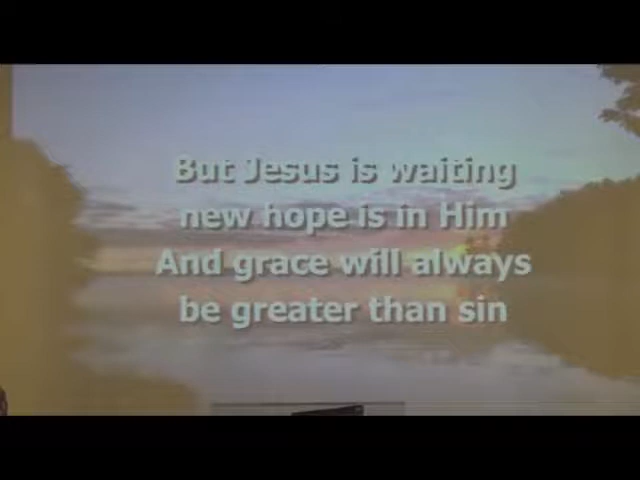 But Jesus is waiting
new hope is in Him
And grace will always
be greater than sin